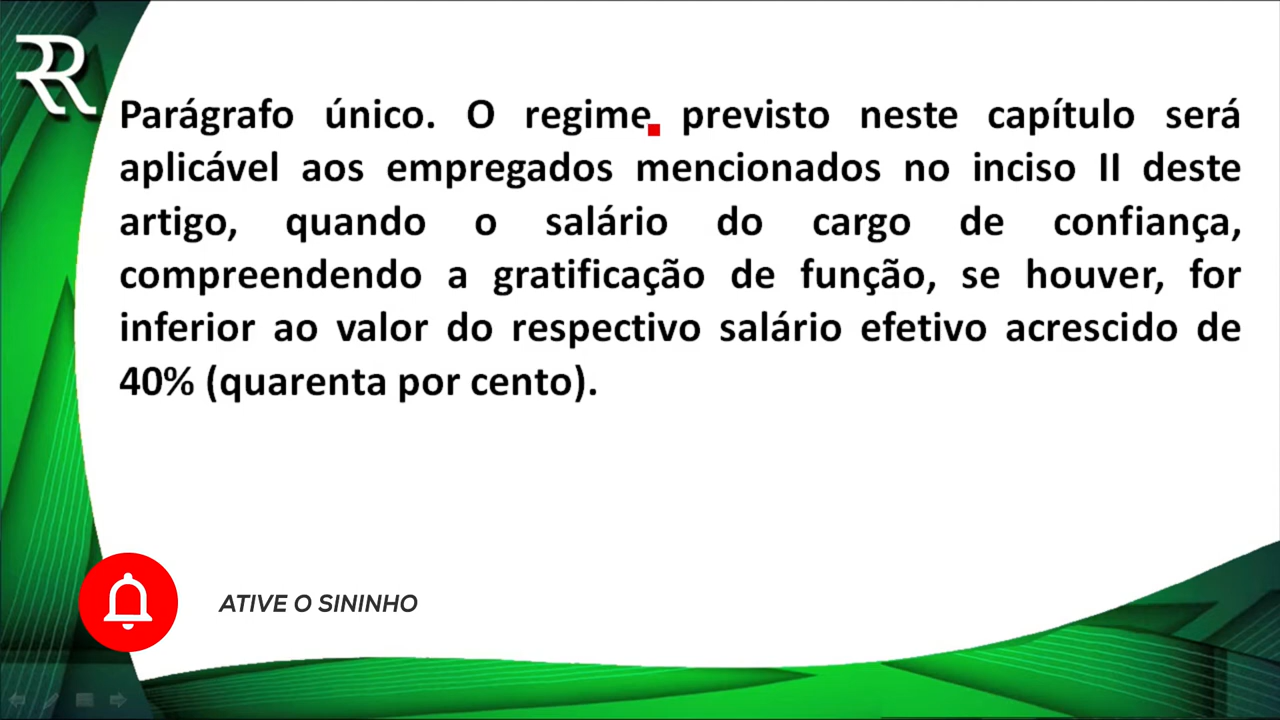 Parágrafo único. O regime previsto neste capítulo será
aplicável aos empregados mencionados no inciso II deste
artigo, quando o salário do cargo de confiança,
compreendendo a gratificação de função, se houver, for
inferior ao valor do respectivo salário efetivo acrescido de
40% (quarenta por cento).
ATIVE O SININHO